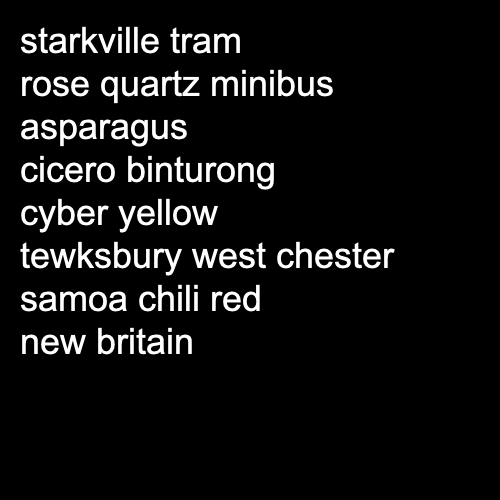 starkville tram
rose quartz minibus
asparagus
cicero binturong
cyber yellow
tewksbury west chester
samoa chili red
new britain